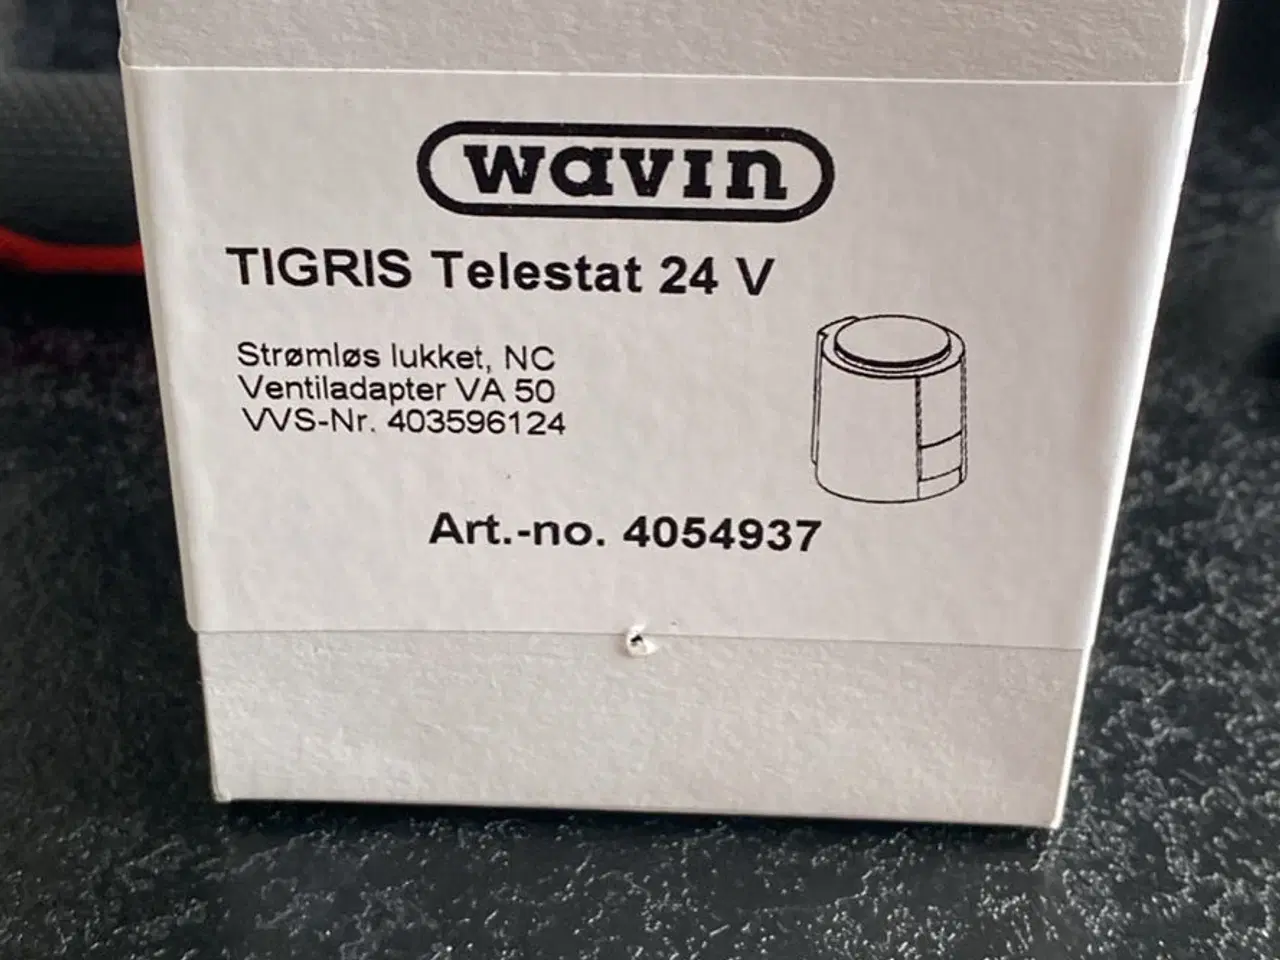 wavin
TIGRIS Telestat 24 V
Strømløs lukket, NC
Ventiladapter VA 50
VVS-Nr. 403596124
Art.-no. 4054937